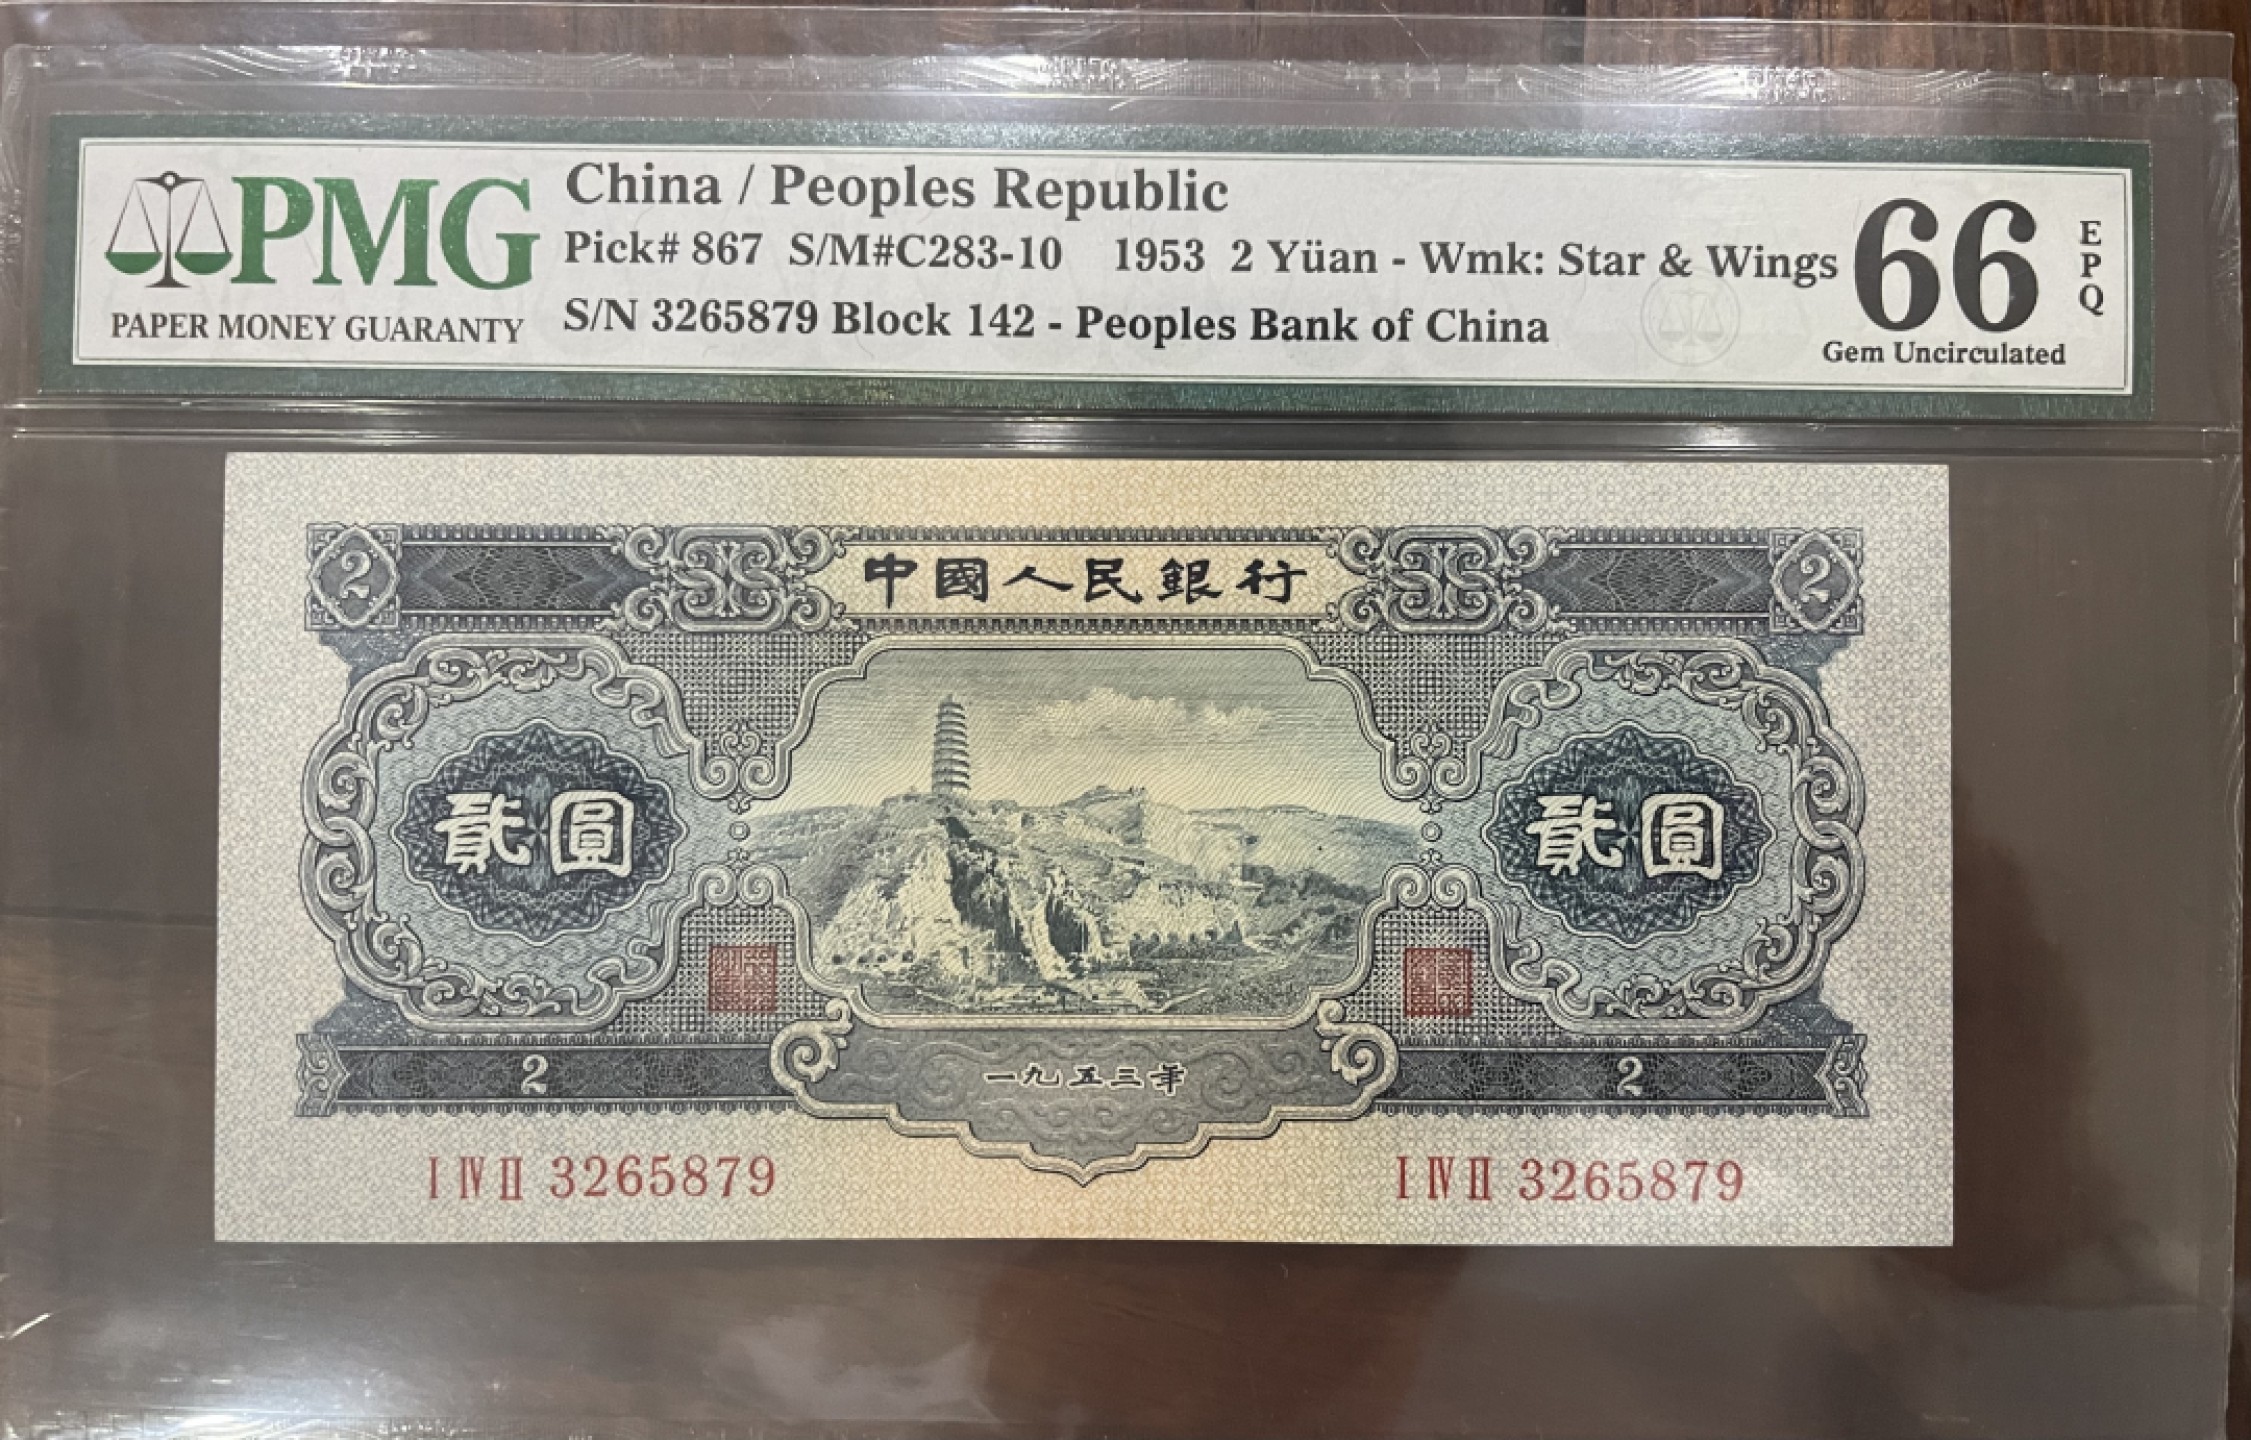 PMG
PAPER MONEY GUARANTY
China / Peoples Republic
Pick# 867 S/M#C283-10 1953 2 Yüan - Wmk: Star & Wings
S/N 3265879 Block 142 - Peoples Bank of China
66
EPQ
Gem Uncirculated
2
中國人民銀行
2
貳圓
貳圓
2
一九五三年
2
I IV II 3265879
I IV II 3265879